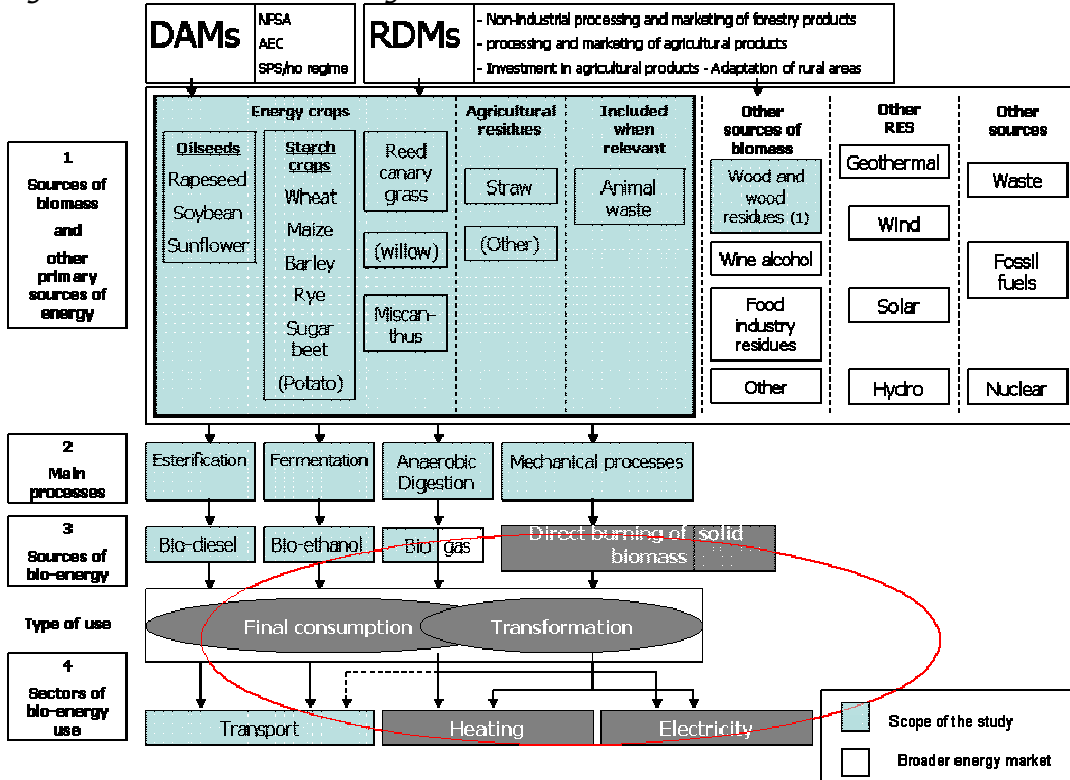 DAMs
NFSA
AEC
SPS/no regime
RDMs
- Non-industrial processing and marketing of forestry products
- processing and marketing of agricultural products
- Investment in agricultural products - Adaptation of rural areas
1
Sources of
biomass
and
other
primary
sources of
energy
Energy crops
Oilseeds
Rapeseed
Soybean
Sunflower
Starch
crops
Wheat
Maize
Barley
Rye
Sugar
beet
(Potato)
Reed
canary
grass
(willow)
Miscan-
thus
Agricultural
residues
Straw
(Other)
Included
when
relevant
Animal
waste
Other
sources of
biomass
Wood and
wood
residues (1)
Wine alcohol
Food
industry
residues
Other
Other
RES
Geothermal
Wind
Solar
Hydro
Other
sources
Waste
Fossil
fuels
Nuclear
2
Main
processes
Esterification
Fermentation
Anaerobic
Digestion
Mechanical processes
3
Sources of
bio-energy
Bio-diesel
Bio-ethanol
Bio gas
Direct burning of solid
biomass
Type of use
Final consumption
Transformation
4
Sectors of
bio-energy
use
Transport
Heating
Electricity
Scope of the study
Broader energy market